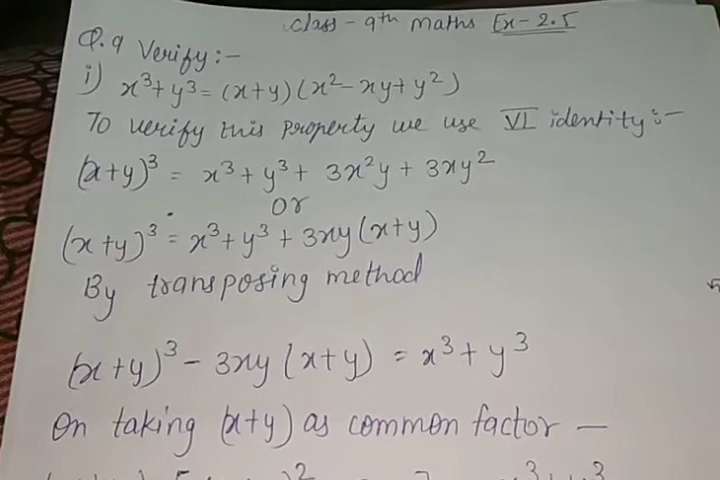 Class - 9th Maths Ex - 2.5
Q.9 Verify :-
i) x³ + y³ = (x+y) (x² - xy + y²)
To verify this property we use VI identity :-
(x+y)³ = x³ + y³ + 3x²y + 3xy²
or
(x+y)³ = x³ + y³ + 3xy (x+y)
By transposing method
(x+y)³ - 3xy (x+y) = x³ + y³
On taking (x+y) as common factor —